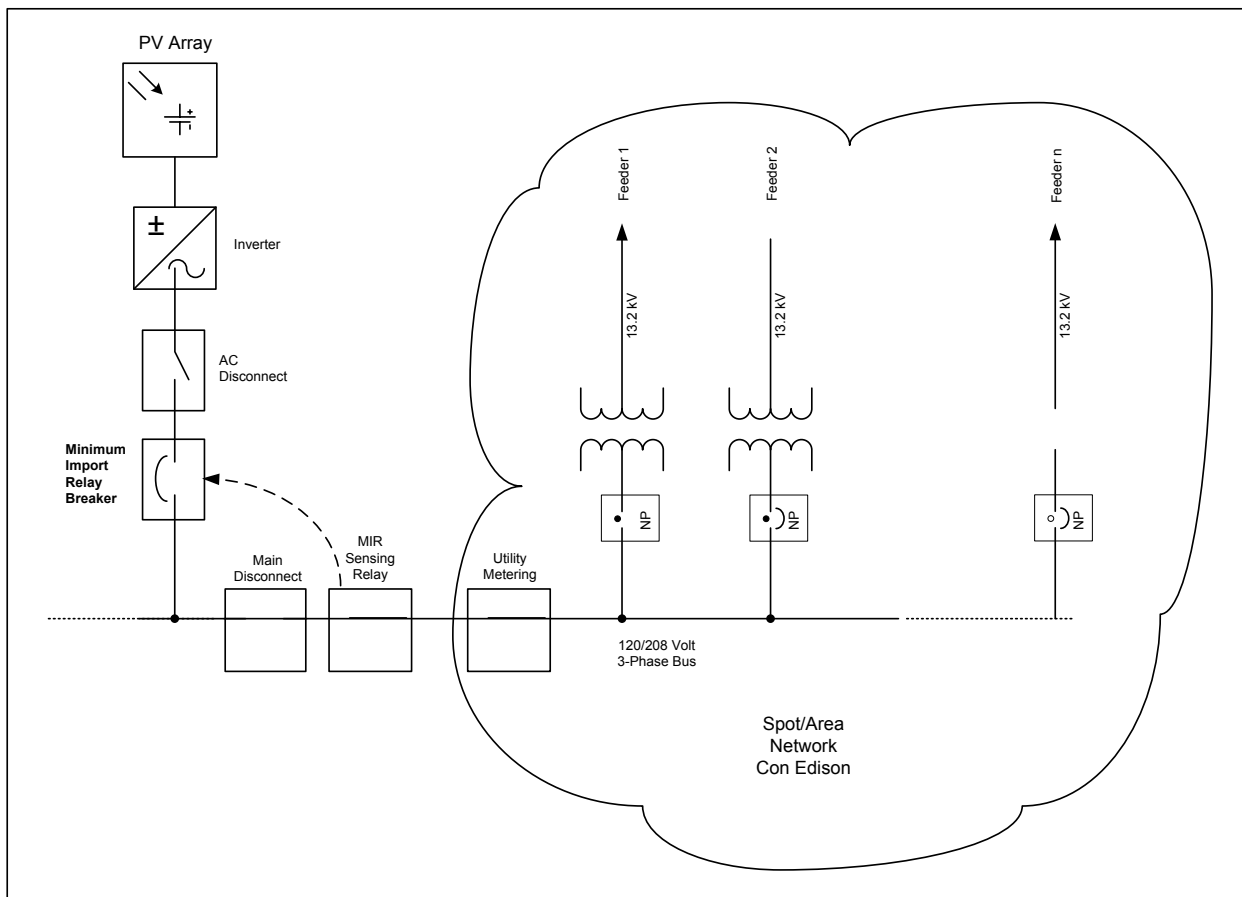 PV Array
Feeder 1
Feeder 2
Feeder n
±
Inverter
13.2 kV
13.2 kV
13.2 kV
AC
Disconnect
Minimum
Import
Relay
Breaker
NP
NP
NP
Main
Disconnect
MIR
Sensing
Relay
Utility
Metering
120/208 Volt
3-Phase Bus
Spot/Area
Network
Con Edison